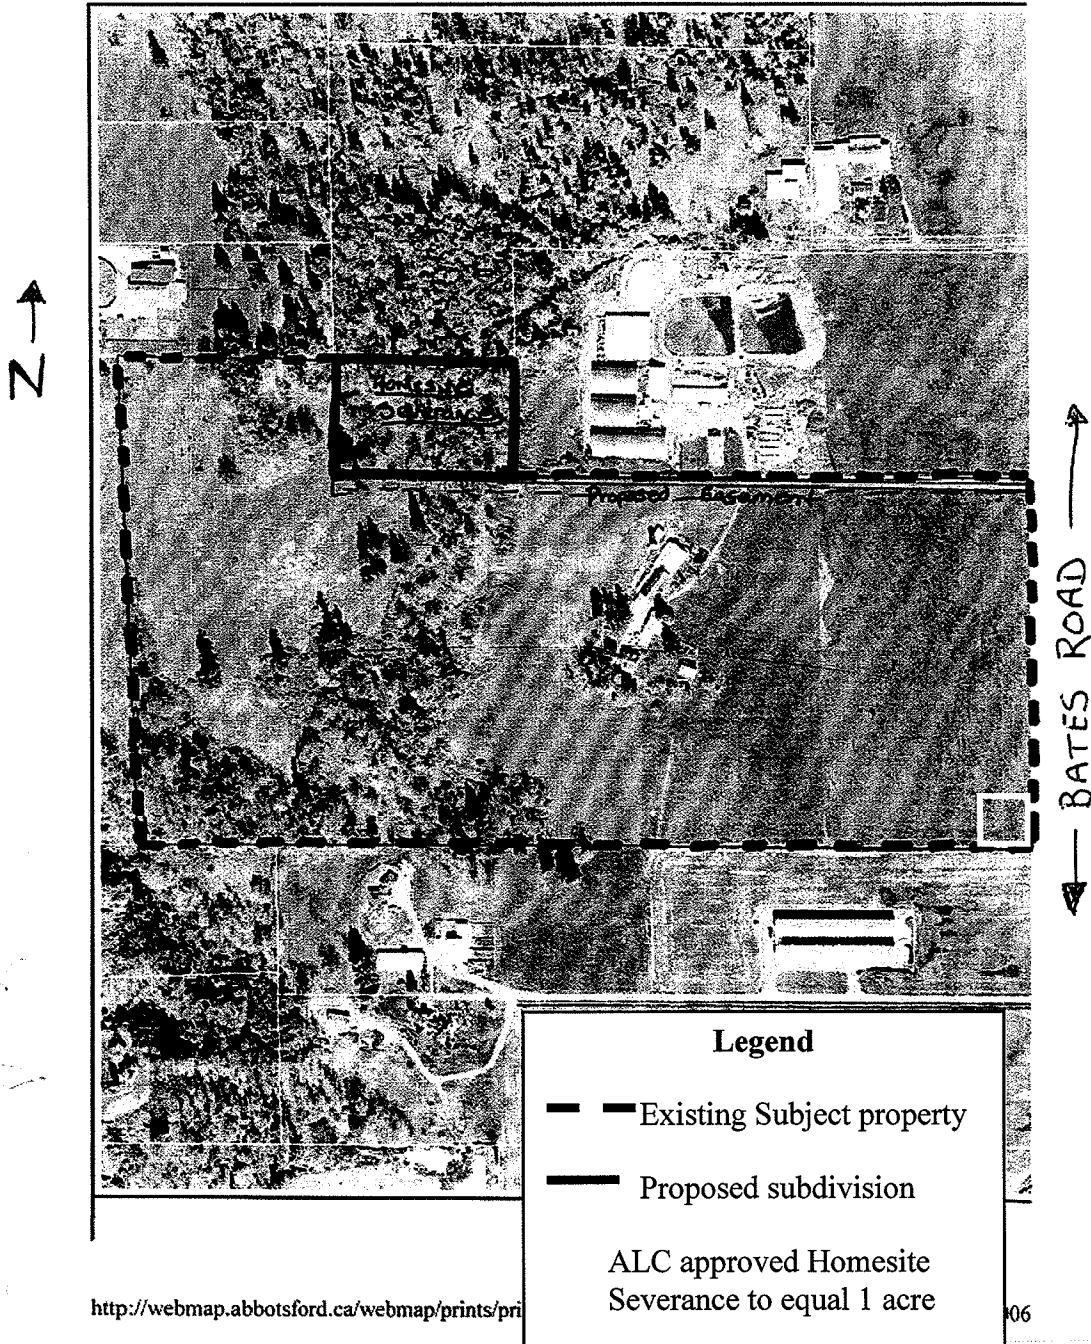 N
Homesite
Severance
Proposed Easement
BATES ROAD
Legend
Existing Subject property
Proposed subdivision
ALC approved Homesite
Severance to equal 1 acre
http://webmap.abbotsford.ca/webmap/prints/pri
006